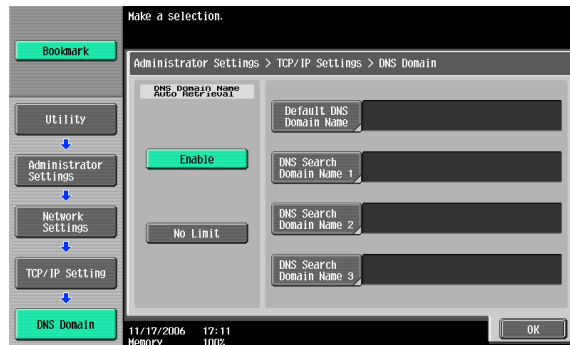 Make a selection.
Bookmark
Administrator Settings > TCP/IP Settings > DNS Domain
Utility
Administrator
Settings
Network
Settings
TCP/IP Setting
DNS Domain
DNS Domain Name
Auto Retrieval
Enable
No Limit
Default DNS
Domain Name
DNS Search
Domain Name 1
DNS Search
Domain Name 2
DNS Search
Domain Name 3
11/17/2006 17:11
Memory 100%
OK